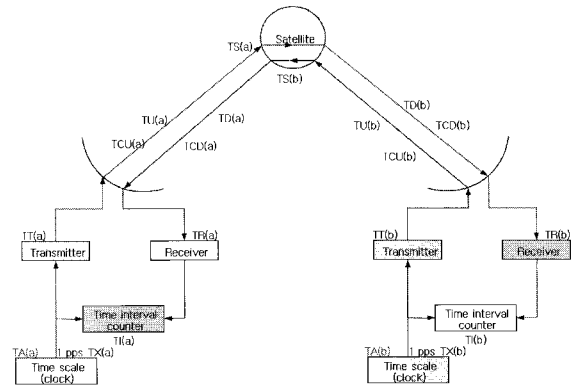 Satellite
TS(a)
TS(b)
TU(a)
TD(a)
TD(b)
TCU(a)
TCD(a)
TU(b)
TCD(b)
TCU(b)
TT(a)
TR(a)
TT(b)
TR(b)
Transmitter
Receiver
Transmitter
Receiver
Time interval
counter
TI(a)
Time interval
counter
TI(b)
TA(a)
1 pps TX(a)
TA(b)
1 pps TX(b)
Time scale
(clock)
Time scale
(clock)